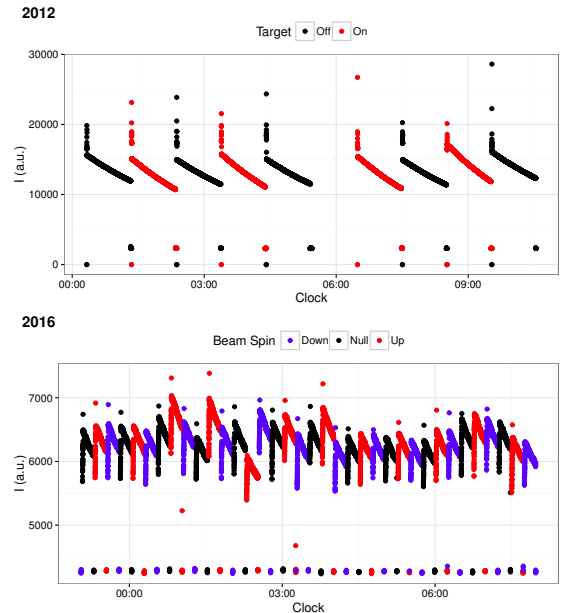 2012
Target Off On
30000
20000
10000
0
I (a.u.)
00:00 03:00 06:00 09:00
Clock
2016
Beam Spin Down Null Up
7000
6000
5000
I (a.u.)
00:00 03:00 06:00
Clock